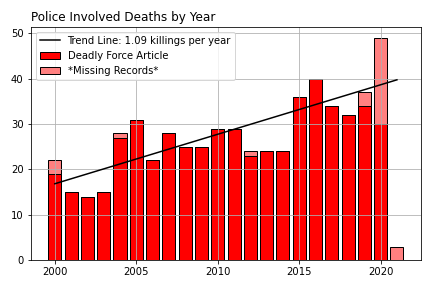 Police Involved Deaths by Year
Trend Line: 1.09 killings per year
Deadly Force Article
*Missing Records*
50
40
30
20
10
0
2000
2005
2010
2015
2020